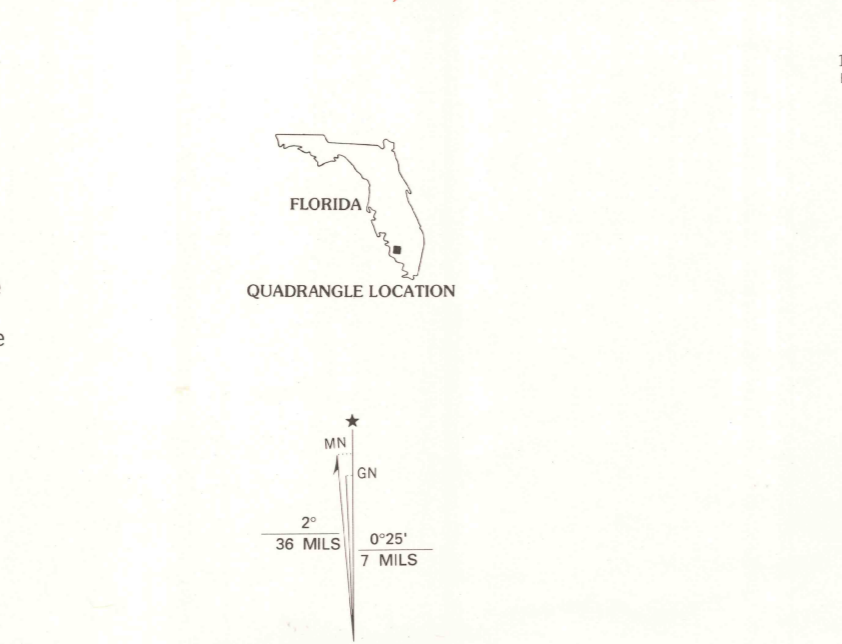 FLORIDA
QUADRANGLE LOCATION
★
MN
GN
2°
36 MILS
0°25'
7 MILS